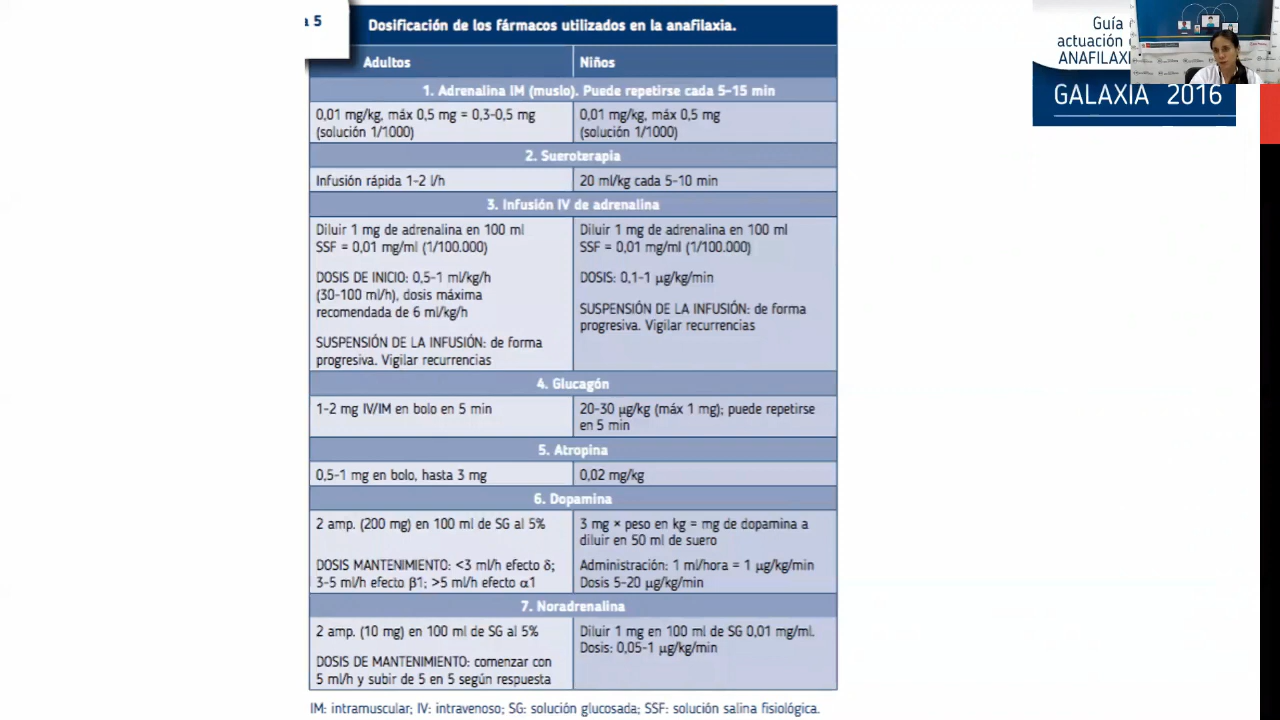 a 5
Dosificación de los fármacos utilizados en la anafilaxia.
Adultos
Niños
1. Adrenalina IM (muslo). Puede repetirse cada 5-15 min
0,01 mg/kg, máx 0,5 mg = 0,3-0,5 mg
(solución 1/1000)
0,01 mg/kg, máx 0,5 mg
(solución 1/1000)
2. Sueroterapia
Infusión rápida 1-2 l/h
20 ml/kg cada 5-10 min
3. Infusión IV de adrenalina
Diluir 1 mg de adrenalina en 100 ml
SSF = 0,01 mg/ml (1/100.000)
DOSIS DE INICIO: 0,5-1 ml/kg/h
(30-100 ml/h), dosis máxima
recomendada de 6 ml/kg/h
SUSPENSIÓN DE LA INFUSIÓN: de forma
progresiva. Vigilar recurrencias
Diluir 1 mg de adrenalina en 100 ml
SSF = 0,01 mg/ml (1/100.000)
DOSIS: 0,1-1 µg/kg/min
SUSPENSIÓN DE LA INFUSIÓN: de forma
progresiva. Vigilar recurrencias
4. Glucagón
1-2 mg IV/IM en bolo en 5 min
20-30 µg/kg (máx 1 mg); puede repetirse
en 5 min
5. Atropina
0,5-1 mg en bolo, hasta 3 mg
0,02 mg/kg
6. Dopamina
2 amp. (200 mg) en 100 ml de SG al 5%
DOSIS MANTENIMIENTO: <3 ml/h efecto δ;
3-5 ml/h efecto β1; >5 ml/h efecto α1
3 mg × peso en kg = mg de dopamina a
diluir en 50 ml de suero
Administración: 1 ml/hora = 1 µg/kg/min
Dosis 5-20 µg/kg/min
7. Noradrenalina
2 amp. (10 mg) en 100 ml de SG al 5%
DOSIS DE MANTENIMIENTO: comenzar con
5 ml/h y subir de 5 en 5 según respuesta
Diluir 1 mg en 100 ml de SG 0,01 mg/ml.
Dosis: 0,05-1 µg/kg/min
IM: intramuscular; IV: intravenoso; SG: solución glucosada; SSF: solución salina fisiológica.
Guía
actuación
ANAFILAXI
GALAXIA 2016